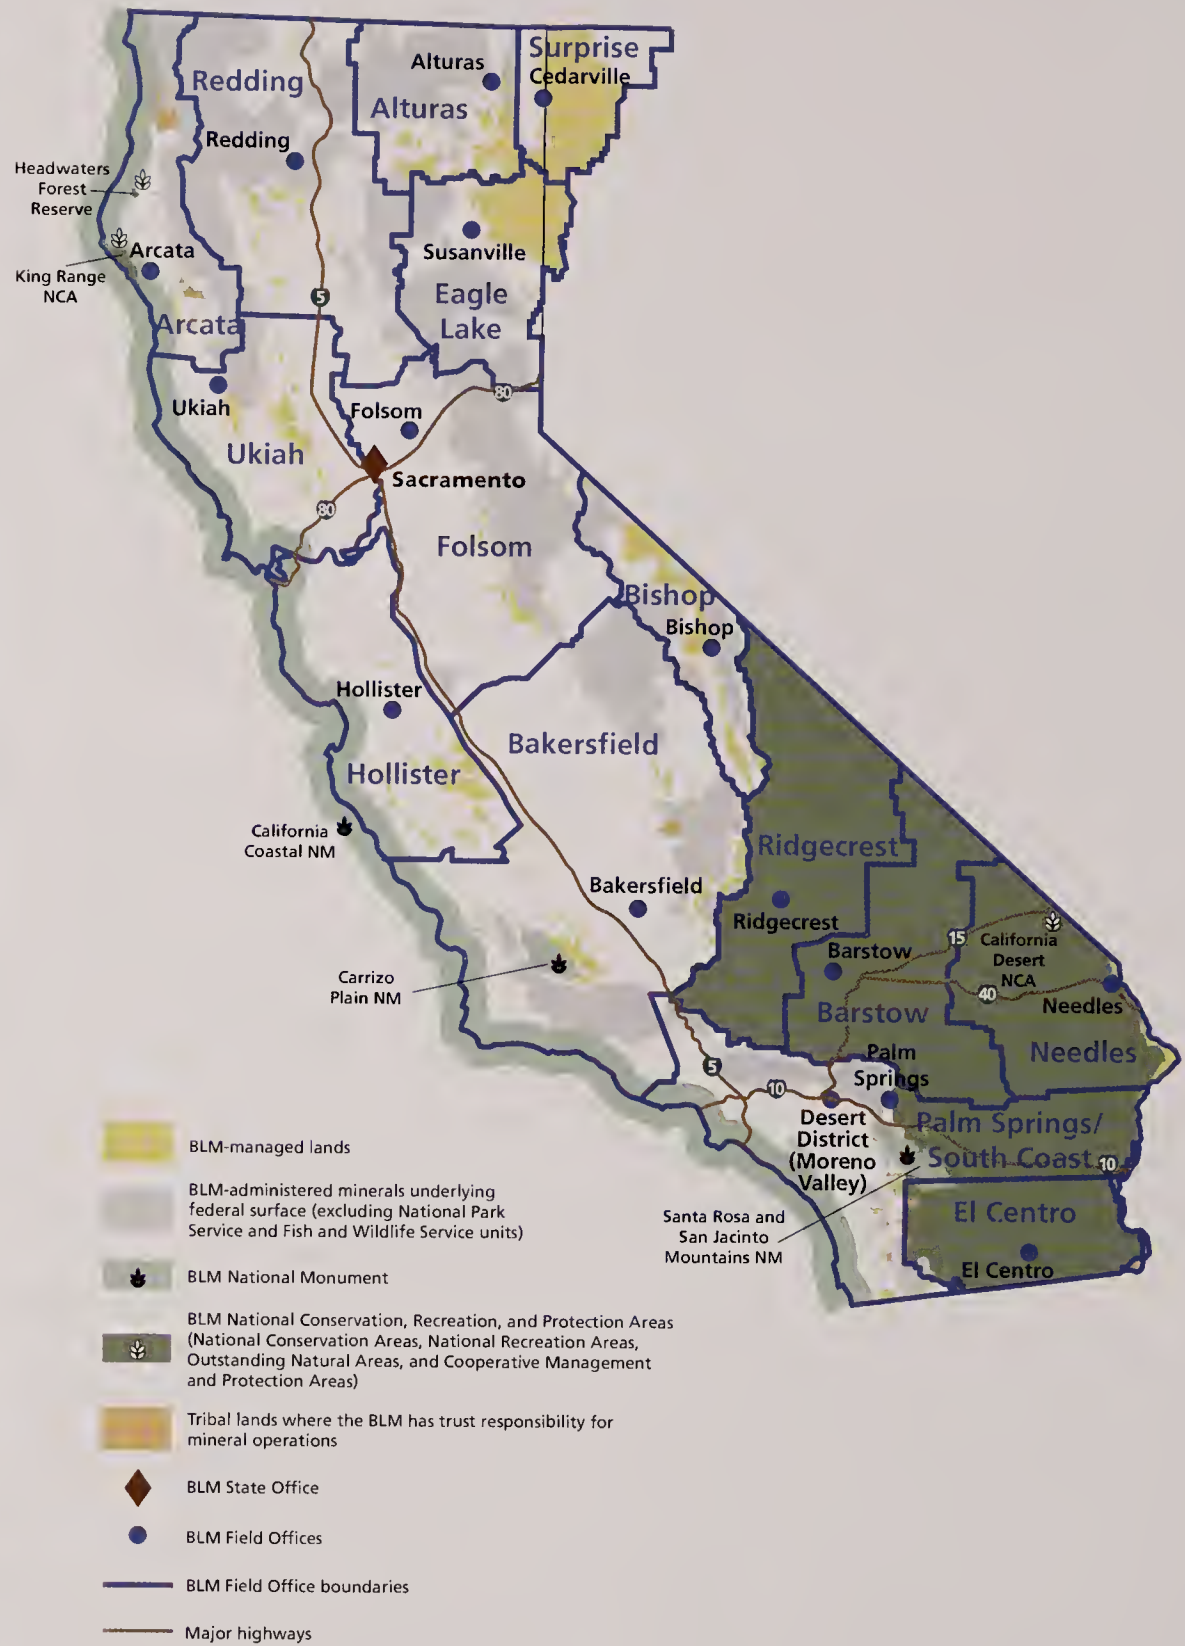 Surprise
Alturas
Cedarville
Redding
Alturas
Redding
Headwaters
Forest
Reserve
Arcata
Susanville
King Range
NCA
Eagle
Lake
5
Arcata
80
Ukiah
Folsom
Ukiah
Sacramento
80
Folsom
Bishop
Bishop
Hollister
Bakersfield
Hollister
California
Coastal NM
Ridgecrest
Bakersfield
Ridgecrest
15
California
Desert
NCA
Barstow
Carrizo
Plain NM
40
Needles
Barstow
Needles
Palm
Springs
5
10
Desert
District
(Moreno
Valley)
Palm Springs/
South Coast
10
Santa Rosa and
San Jacinto
Mountains NM
El Centro
El Centro
BLM-managed lands
BLM-administered minerals underlying
federal surface (excluding National Park
Service and Fish and Wildlife Service units)
BLM National Monument
BLM National Conservation, Recreation, and Protection Areas
(National Conservation Areas, National Recreation Areas,
Outstanding Natural Areas, and Cooperative Management
and Protection Areas)
Tribal lands where the BLM has trust responsibility for
mineral operations
BLM State Office
BLM Field Offices
BLM Field Office boundaries
Major highways